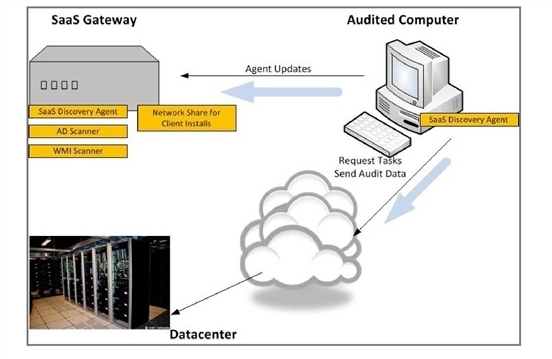 SaaS Gateway
Audited Computer
Agent Updates
SaaS Discovery Agent
Network Share for
Client Installs
AD Scanner
WMI Scanner
SaaS Discovery Agent
Request Tasks
Send Audit Data
Datacenter